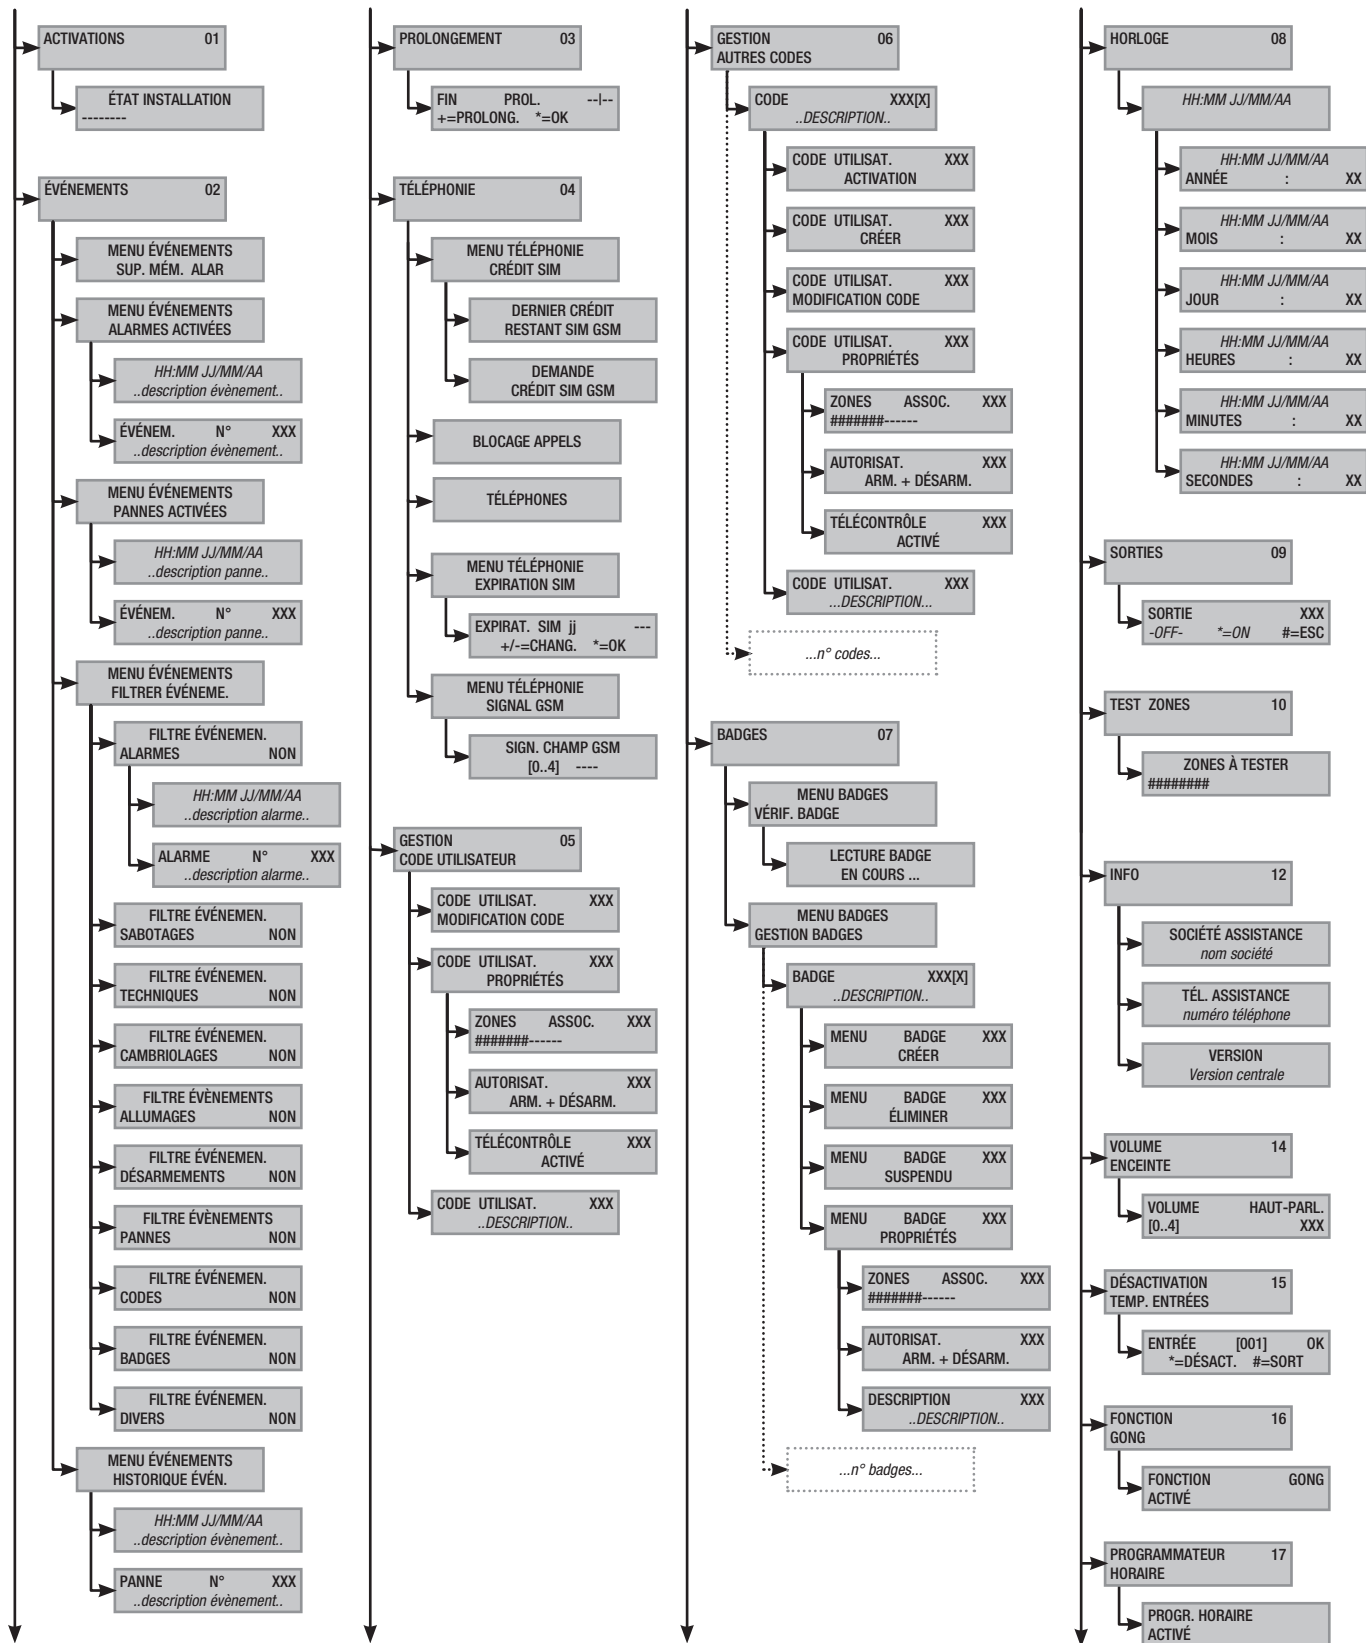 ACTIVATIONS 01
ÉTAT INSTALLATION
--------
ÉVÉNEMENTS 02
MENU ÉVÉNEMENTS
SUP. MÉM. ALAR
MENU ÉVÉNEMENTS
ALARMES ACTIVÉES
HH:MM JJ/MM/AA
..description évènement..
ÉVÉNEM. N° XXX
..description évènement..
MENU ÉVÉNEMENTS
PANNES ACTIVÉES
HH:MM JJ/MM/AA
..description panne..
ÉVÉNEM. N° XXX
..description panne..
MENU ÉVÉNEMENTS
FILTRER ÉVÉNEME.
FILTRE ÉVÉNEMEN.
ALARMES NON
HH:MM JJ/MM/AA
..description alarme..
ALARME N° XXX
..description alarme..
FILTRE ÉVÉNEMEN.
SABOTAGES NON
FILTRE ÉVÉNEMEN.
TECHNIQUES NON
FILTRE ÉVÉNEMEN.
CAMBRIOLAGES NON
FILTRE ÉVÈNEMENTS
ALLUMAGES NON
FILTRE ÉVÉNEMEN.
DÉSARMEMENTS NON
FILTRE ÉVÈNEMENTS
PANNES NON
FILTRE ÉVÉNEMEN.
CODES NON
FILTRE ÉVÉNEMEN.
BADGES NON
FILTRE ÉVÉNEMEN.
DIVERS NON
MENU ÉVÉNEMENTS
HISTORIQUE ÉVÉN.
HH:MM JJ/MM/AA
..description évènement..
PANNE N° XXX
..description évènement..
PROLONGEMENT 03
FIN PROL. --|--
+=PROLONG. *=OK
TÉLÉPHONIE 04
MENU TÉLÉPHONIE
CRÉDIT SIM
DERNIER CRÉDIT
RESTANT SIM GSM
DEMANDE
CRÉDIT SIM GSM
BLOCAGE APPELS
TÉLÉPHONES
MENU TÉLÉPHONIE
EXPIRATION SIM
EXPIRAT. SIM jj ---
+/-=CHANG. *=OK
MENU TÉLÉPHONIE
SIGNAL GSM
SIGN. CHAMP GSM
[0..4] ----
GESTION 05
CODE UTILISATEUR
CODE UTILISAT. XXX
MODIFICATION CODE
CODE UTILISAT. XXX
PROPRIÉTÉS
ZONES ASSOC. XXX
#######------
AUTORISAT. XXX
ARM. + DÉSARM.
TÉLÉCONTRÔLE XXX
ACTIVÉ
CODE UTILISAT. XXX
..DESCRIPTION..
GESTION 06
AUTRES CODES
CODE XXX[X]
..DESCRIPTION..
CODE UTILISAT. XXX
ACTIVATION
CODE UTILISAT. XXX
CRÉER
CODE UTILISAT. XXX
MODIFICATION CODE
CODE UTILISAT. XXX
PROPRIÉTÉS
ZONES ASSOC. XXX
#######------
AUTORISAT. XXX
ARM. + DÉSARM.
TÉLÉCONTRÔLE XXX
ACTIVÉ
CODE UTILISAT. XXX
...DESCRIPTION...
...n° codes...
BADGES 07
MENU BADGES
VÉRIF. BADGE
LECTURE BADGE
EN COURS ...
MENU BADGES
GESTION BADGES
BADGE XXX[X]
..DESCRIPTION..
MENU BADGE XXX
CRÉER
MENU BADGE XXX
ÉLIMINER
MENU BADGE XXX
SUSPENDU
MENU BADGE XXX
PROPRIÉTÉS
ZONES ASSOC. XXX
#######------
AUTORISAT. XXX
ARM. + DÉSARM.
DESCRIPTION XXX
..DESCRIPTION..
...n° badges...
HORLOGE 08
HH:MM JJ/MM/AA
HH:MM JJ/MM/AA
ANNÉE : XX
HH:MM JJ/MM/AA
MOIS : XX
HH:MM JJ/MM/AA
JOUR : XX
HH:MM JJ/MM/AA
HEURES : XX
HH:MM JJ/MM/AA
MINUTES : XX
HH:MM JJ/MM/AA
SECONDES : XX
SORTIES 09
SORTIE XXX
-OFF- *=ON #=ESC
TEST ZONES 10
ZONES À TESTER
########
INFO 12
SOCIÉTÉ ASSISTANCE
nom société
TÉL. ASSISTANCE
numéro téléphone
VERSION
Version centrale
VOLUME 14
ENCEINTE
VOLUME HAUT-PARL.
[0..4] XXX
DÉSACTIVATION 15
TEMP. ENTRÉES
ENTRÉE [001] OK
*=DÉSACT. #=SORT
FONCTION 16
GONG
FONCTION GONG
ACTIVÉ
PROGRAMMATEUR 17
HORAIRE
PROGR. HORAIRE
ACTIVÉ